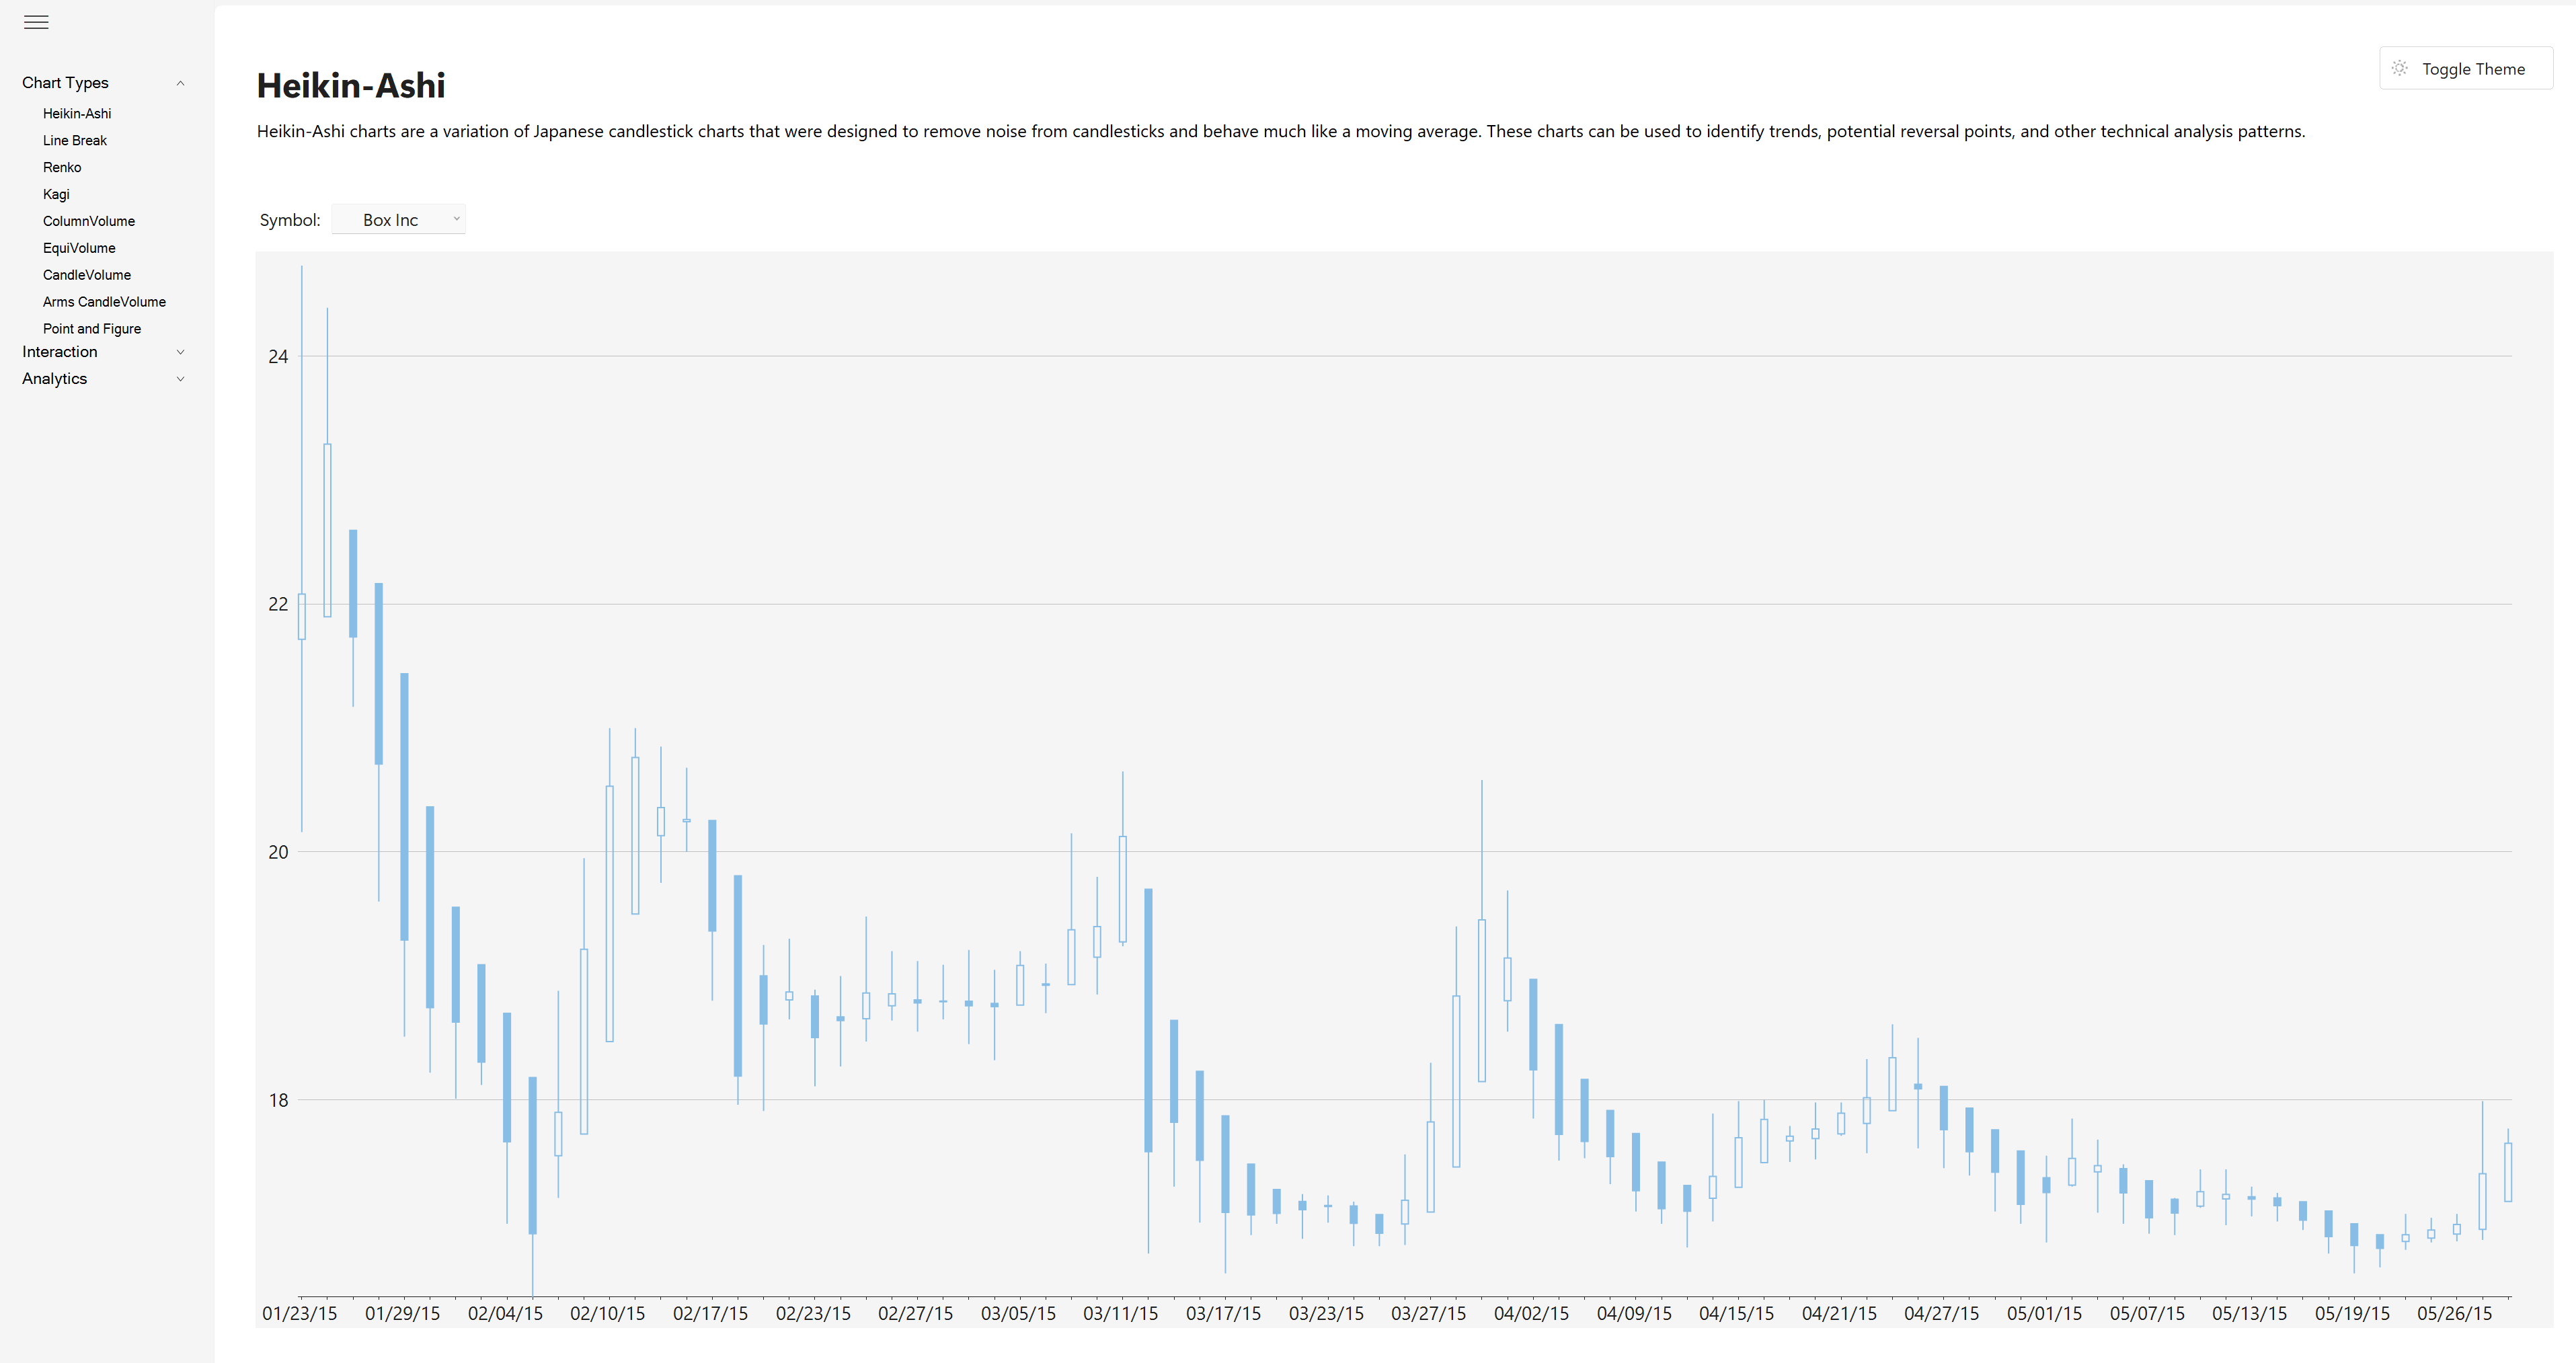 Chart Types
Heikin-Ashi
Line Break
Renko
Kagi
ColumnVolume
EquiVolume
CandleVolume
Arms CandleVolume
Point and Figure
Interaction
Analytics
Heikin-Ashi
Toggle Theme
Heikin-Ashi charts are a variation of Japanese candlestick charts that were designed to remove noise from candlesticks and behave much like a moving average. These charts can be used to identify trends, potential reversal points, and other technical analysis patterns.
Symbol: Box Inc
24
22
20
18
01/23/15 01/29/15 02/04/15 02/10/15 02/17/15 02/23/15 02/27/15 03/05/15 03/11/15 03/17/15 03/23/15 03/27/15 04/02/15 04/09/15 04/15/15 04/21/15 04/27/15 05/01/15 05/07/15 05/13/15 05/19/15 05/26/15